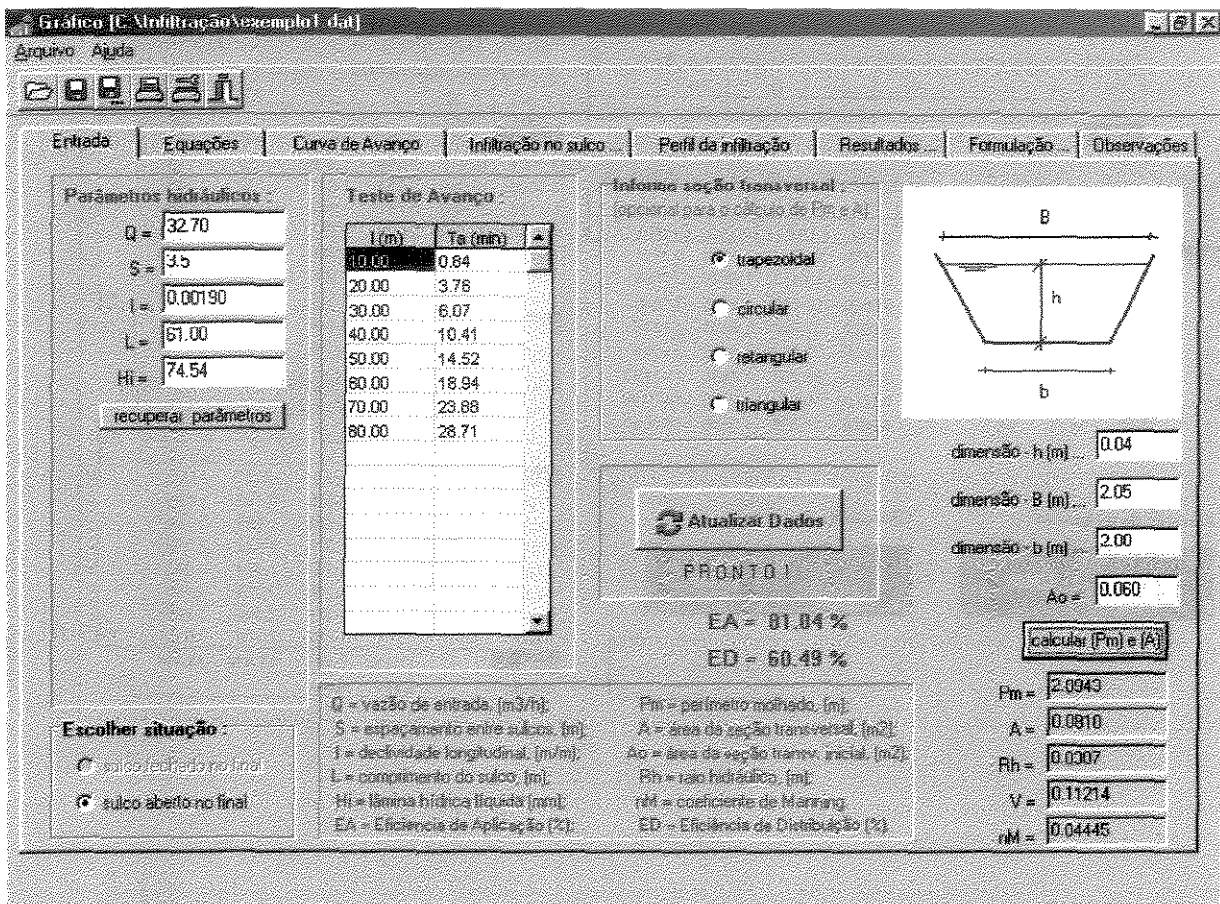 Gráfico [C:\Infiltração\exemplo1.dat]
Arquivo Ajuda
Entrada Equações Curva de Avanço Infiltração no sulco ... Perfil da infiltração Resultados ... Formulação ... Observações
Parâmetros hidráulicos :
Q = 32.70
S = 3.5
I = 0.00190
L = 61.00
Hi = 74.54
recuperar parâmetros
Teste de Avanço :
l (m) Ta (min)
10.00 0.84
20.00 3.76
30.00 6.07
40.00 10.41
50.00 14.52
60.00 18.94
70.00 23.88
80.00 28.71
Informe seção transversal :
(opcional para o cálculo de Pm e A)
trapezoidal
circular
retangular
triangular
B
h
b
dimensão - h (m) ... 0.04
dimensão - B (m) ... 2.05
dimensão - b (m) ... 2.00
Ao = 0.060
calcular (Pm) e (A)
Atualizar Dados
PRONTO !
EA = 81.04 %
ED = 60.49 %
Pm = 2.0943
A = 0.0810
Rh = 0.0307
V = 0.11214
nM = 0.04445
Escolher situação :
sulco fechado no final
sulco aberto no final
Q = vazão de entrada, (m3/h);
S = espaçamento entre sulcos, (m);
I = declividade longitudinal, (m/m);
L = comprimento do sulco, (m);
Hi = lâmina hídrica líquida (mm);
EA = Eficiência de Aplicação (%);
Pm = perímetro molhado, (m);
A = área da seção transversal, (m2);
Ao = área da seção transv. inicial, (m2);
Rh = raio hidráulico, (m);
nM = coeficiente de Manning
ED = Eficiência de Distribuição (%)